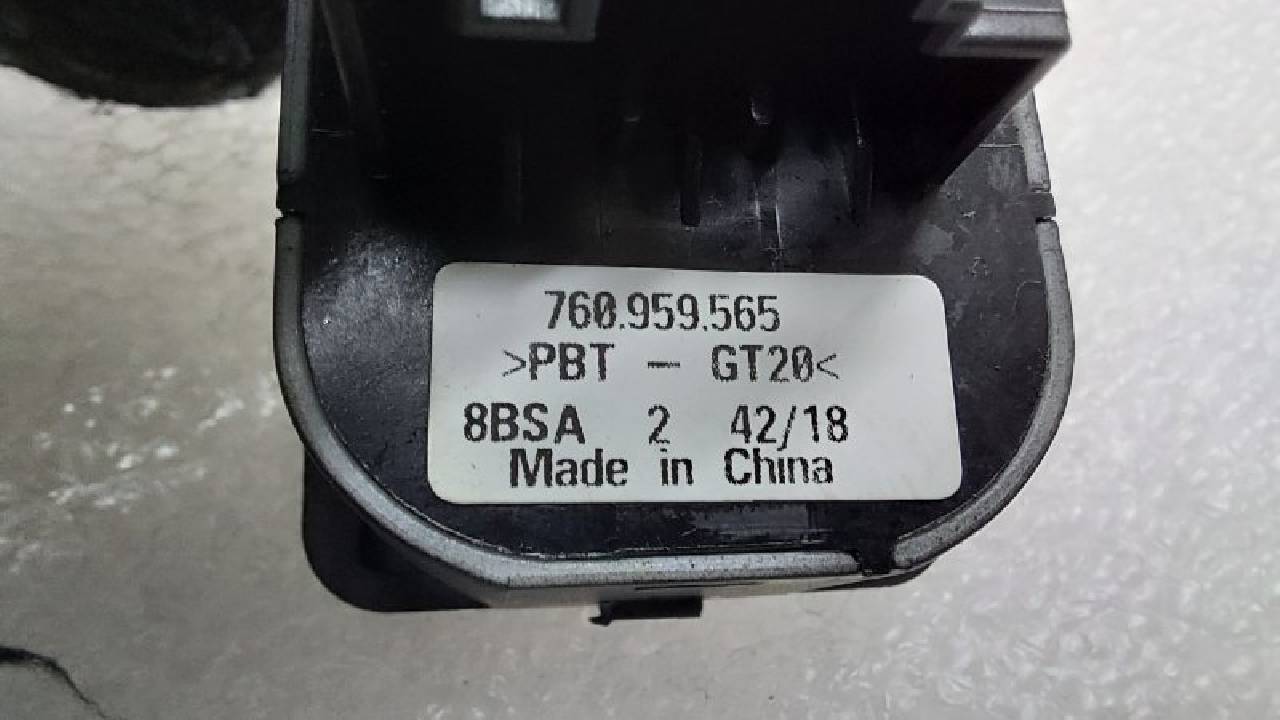 760.959.565
>PBT - GT20<
8BSA 2 42/18
Made in China